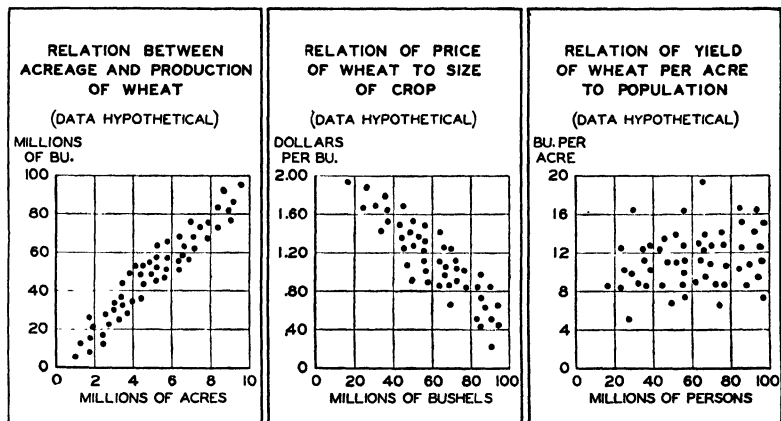 RELATION BETWEEN
ACREAGE AND PRODUCTION
OF WHEAT
(DATA HYPOTHETICAL)
MILLIONS
OF BU.
100
80
60
40
20
0
0 2 4 6 8 10
MILLIONS OF ACRES
RELATION OF PRICE
OF WHEAT TO SIZE
OF CROP
(DATA HYPOTHETICAL)
DOLLARS
PER BU.
2.00
1.60
1.20
.80
.40
0
0 20 40 60 80 100
MILLIONS OF BUSHELS
RELATION OF YIELD
OF WHEAT PER ACRE
TO POPULATION
(DATA HYPOTHETICAL)
BU. PER
ACRE
20
16
12
8
4
0
0 20 40 60 80 100
MILLIONS OF PERSONS